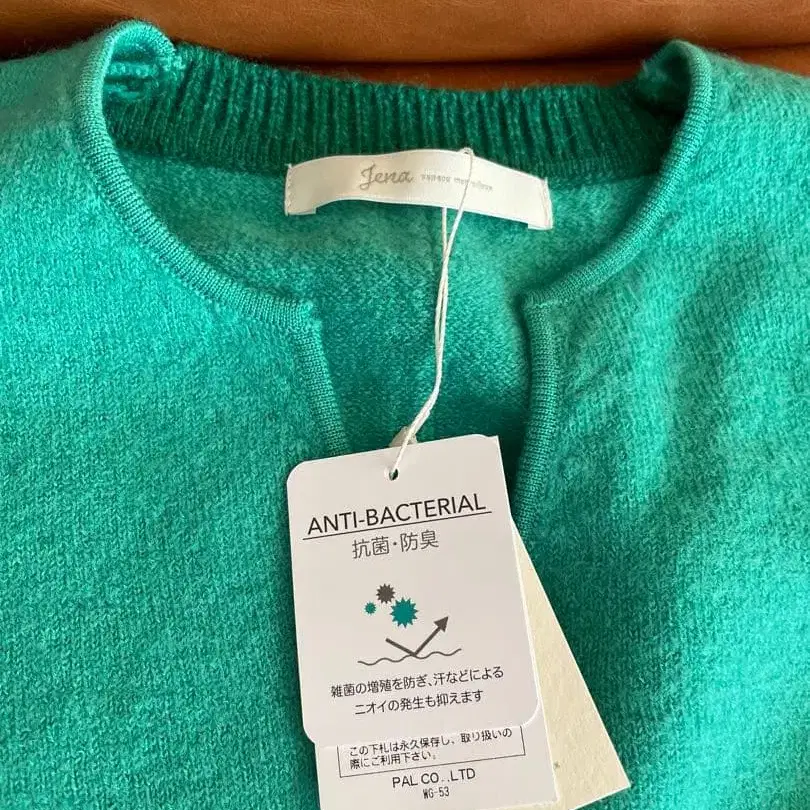 Jena
ANTI-BACTERIAL
抗菌・防臭
雑菌の増殖を防ぎ、汗などによる
ニオイの発生も抑えます
この下札は永久保存し、取り扱いの
際にご利用下さい。
PAL CO.,LTD
WG-53